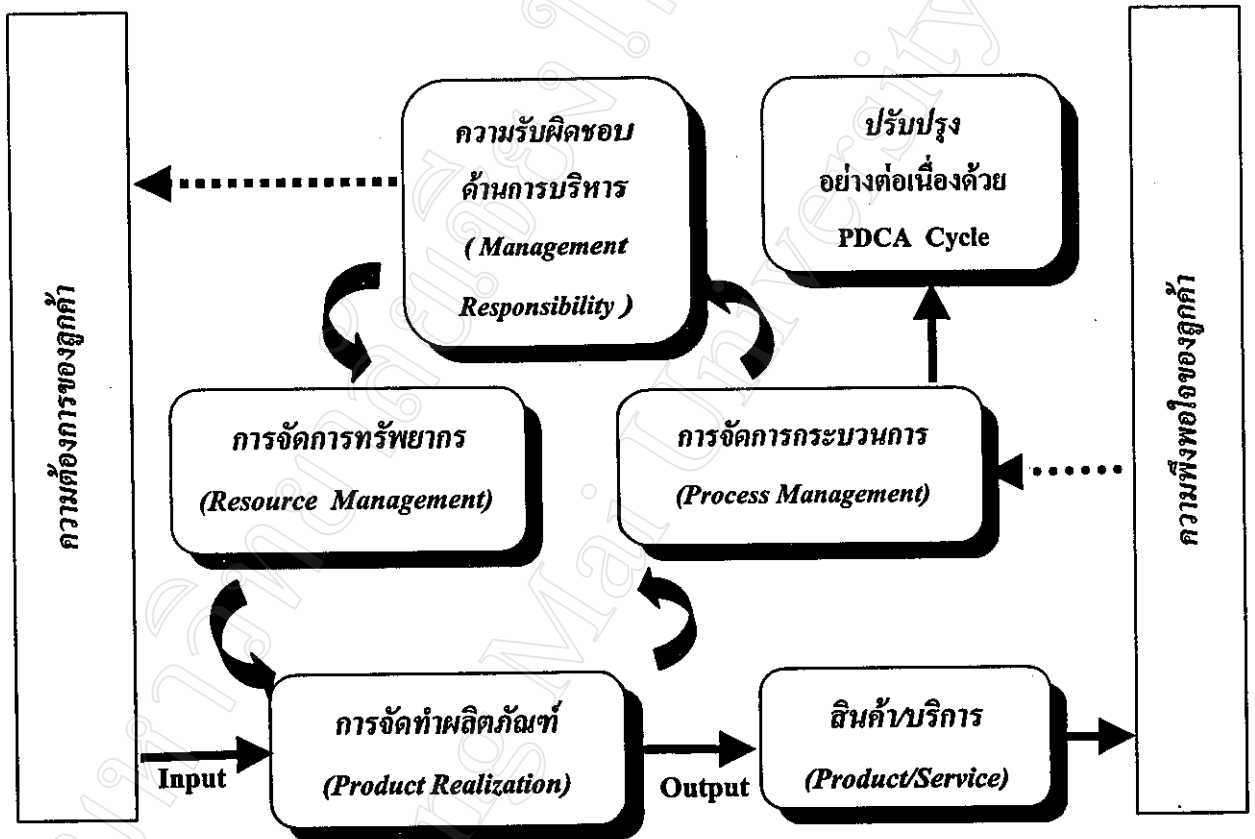 ความต้องการของลูกค้า
ความรับผิดชอบ
ด้านการบริหาร
( Management
Responsibility )
ปรับปรุง
อย่างต่อเนื่องด้วย
PDCA Cycle
การจัดการทรัพยากร
(Resource Management)
การจัดการกระบวนการ
(Process Management)
ความพึงพอใจของลูกค้า
การจัดทำผลิตภัณฑ์
(Product Realization)
สินค้า/บริการ
(Product/Service)
Input
Output